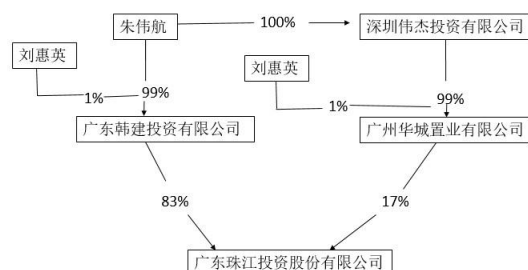 朱伟航
100%
深圳伟杰投资有限公司
刘惠英
刘惠英
1%
99%
1%
99%
广东韩建投资有限公司
广州华城置业有限公司
83%
17%
广东珠江投资股份有限公司